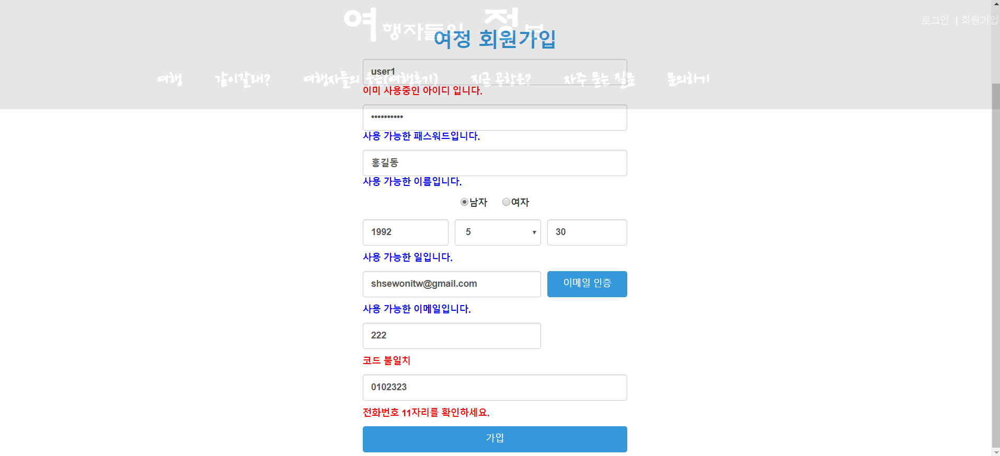 여행자들의 정보
로그인 | 회원가입
여정 회원가입
user1
여행 같이갈래? 여행자들의 웃음(여행후기) 지금 공항은? 자주 묻는 질문 문의하기
이미 사용중인 아이디 입니다.
••••••••••
사용 가능한 패스워드입니다.
홍길동
사용 가능한 이름입니다.
남자 여자
1992 5 30
사용 가능한 일입니다.
shsewonitw@gmail.com 이메일 인증
사용 가능한 이메일입니다.
222
코드 불일치
0102323
전화번호 11자리를 확인하세요.
가입